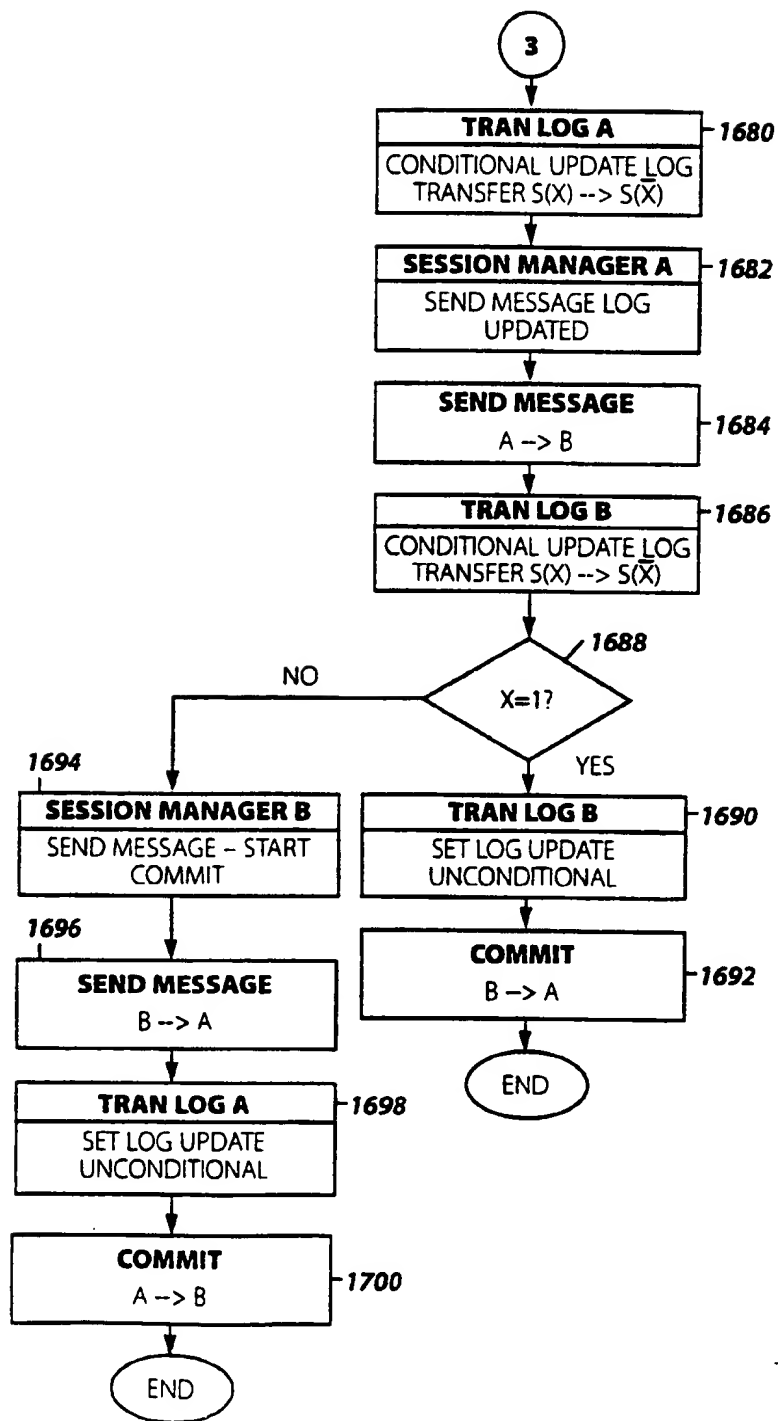 3
TRAN LOG A
1680
CONDITIONAL UPDATE LOG
TRANSFER S(X) --> S(X̅)
SESSION MANAGER A
1682
SEND MESSAGE LOG
UPDATED
SEND MESSAGE
1684
A --> B
TRAN LOG B
1686
CONDITIONAL UPDATE LOG
TRANSFER S(X) --> S(X̅)
1688
NO
X=1?
YES
1694
SESSION MANAGER B
SEND MESSAGE – START
COMMIT
TRAN LOG B
1690
SET LOG UPDATE
UNCONDITIONAL
1696
SEND MESSAGE
B --> A
COMMIT
1692
B --> A
END
TRAN LOG A
1698
SET LOG UPDATE
UNCONDITIONAL
COMMIT
1700
A --> B
END